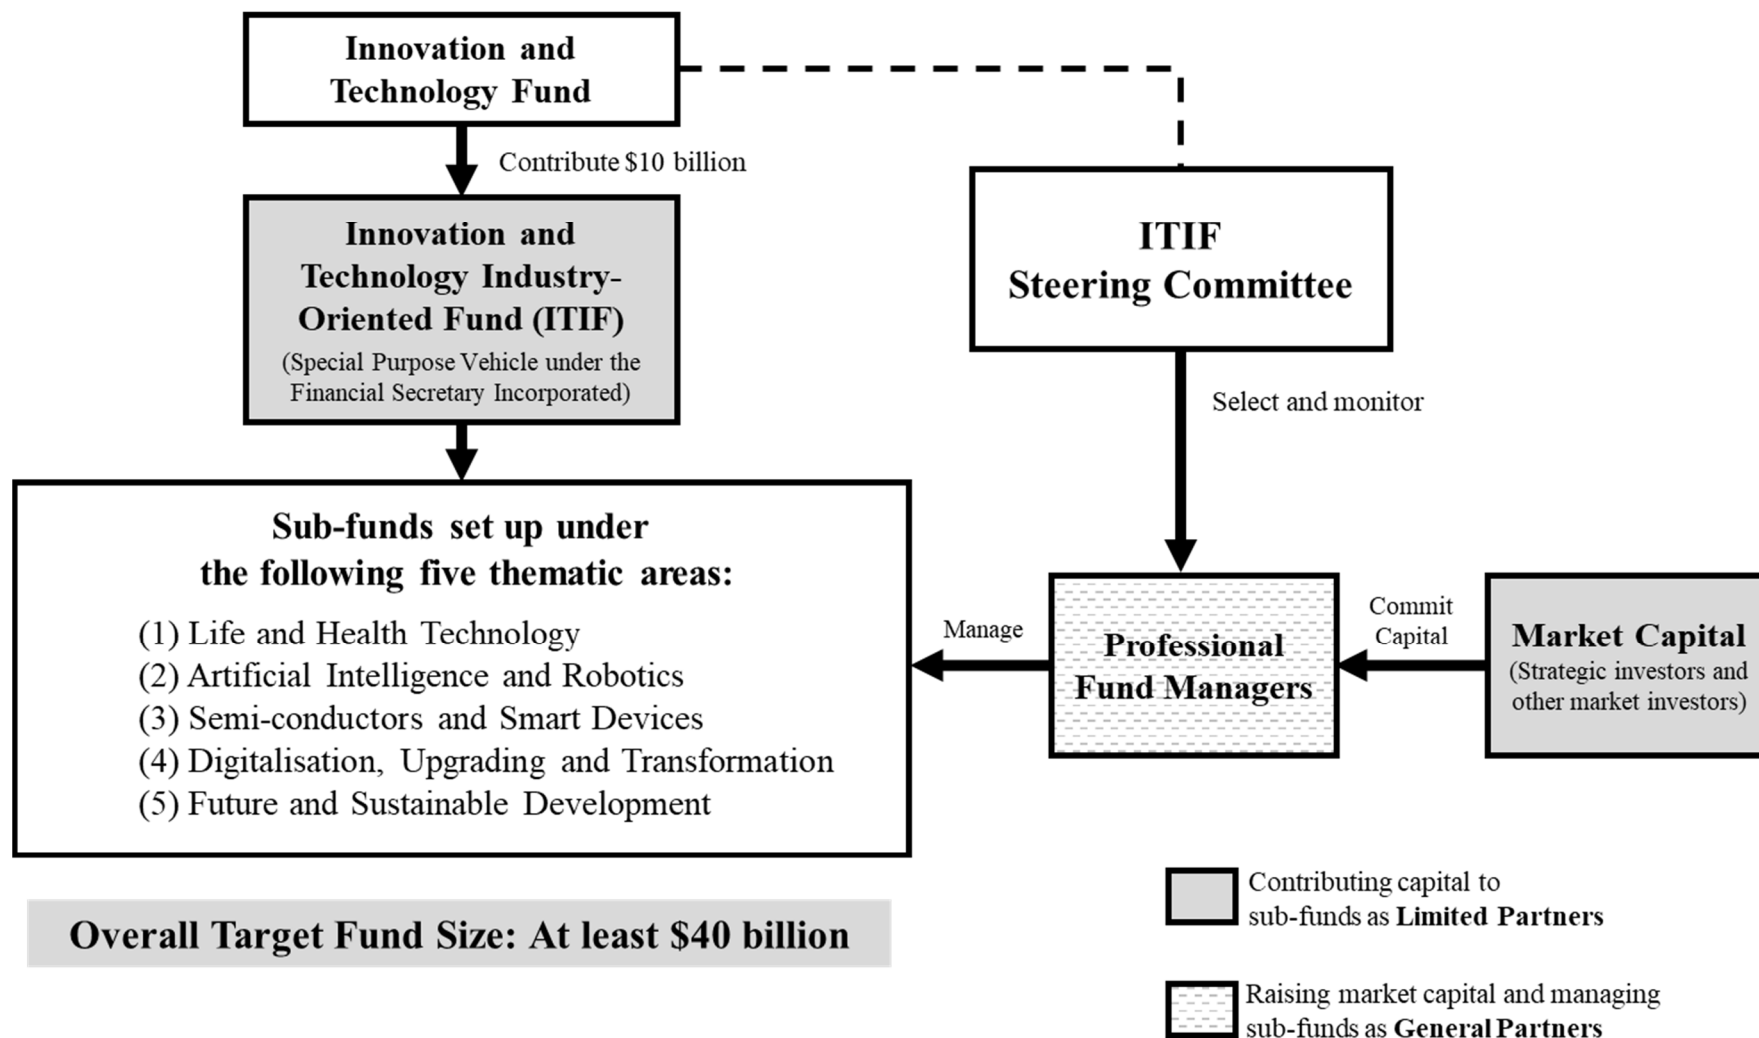 Innovation and
Technology Fund
Contribute $10 billion
Innovation and
Technology Industry-
Oriented Fund (ITIF)
(Special Purpose Vehicle under the
Financial Secretary Incorporated)
ITIF
Steering Committee
Select and monitor
Sub-funds set up under
the following five thematic areas:
(1) Life and Health Technology
(2) Artificial Intelligence and Robotics
(3) Semi-conductors and Smart Devices
(4) Digitalisation, Upgrading and Transformation
(5) Future and Sustainable Development
Manage
Professional
Fund Managers
Commit
Capital
Market Capital
(Strategic investors and
other market investors)
Overall Target Fund Size: At least $40 billion
Contributing capital to
sub-funds as Limited Partners
Raising market capital and managing
sub-funds as General Partners